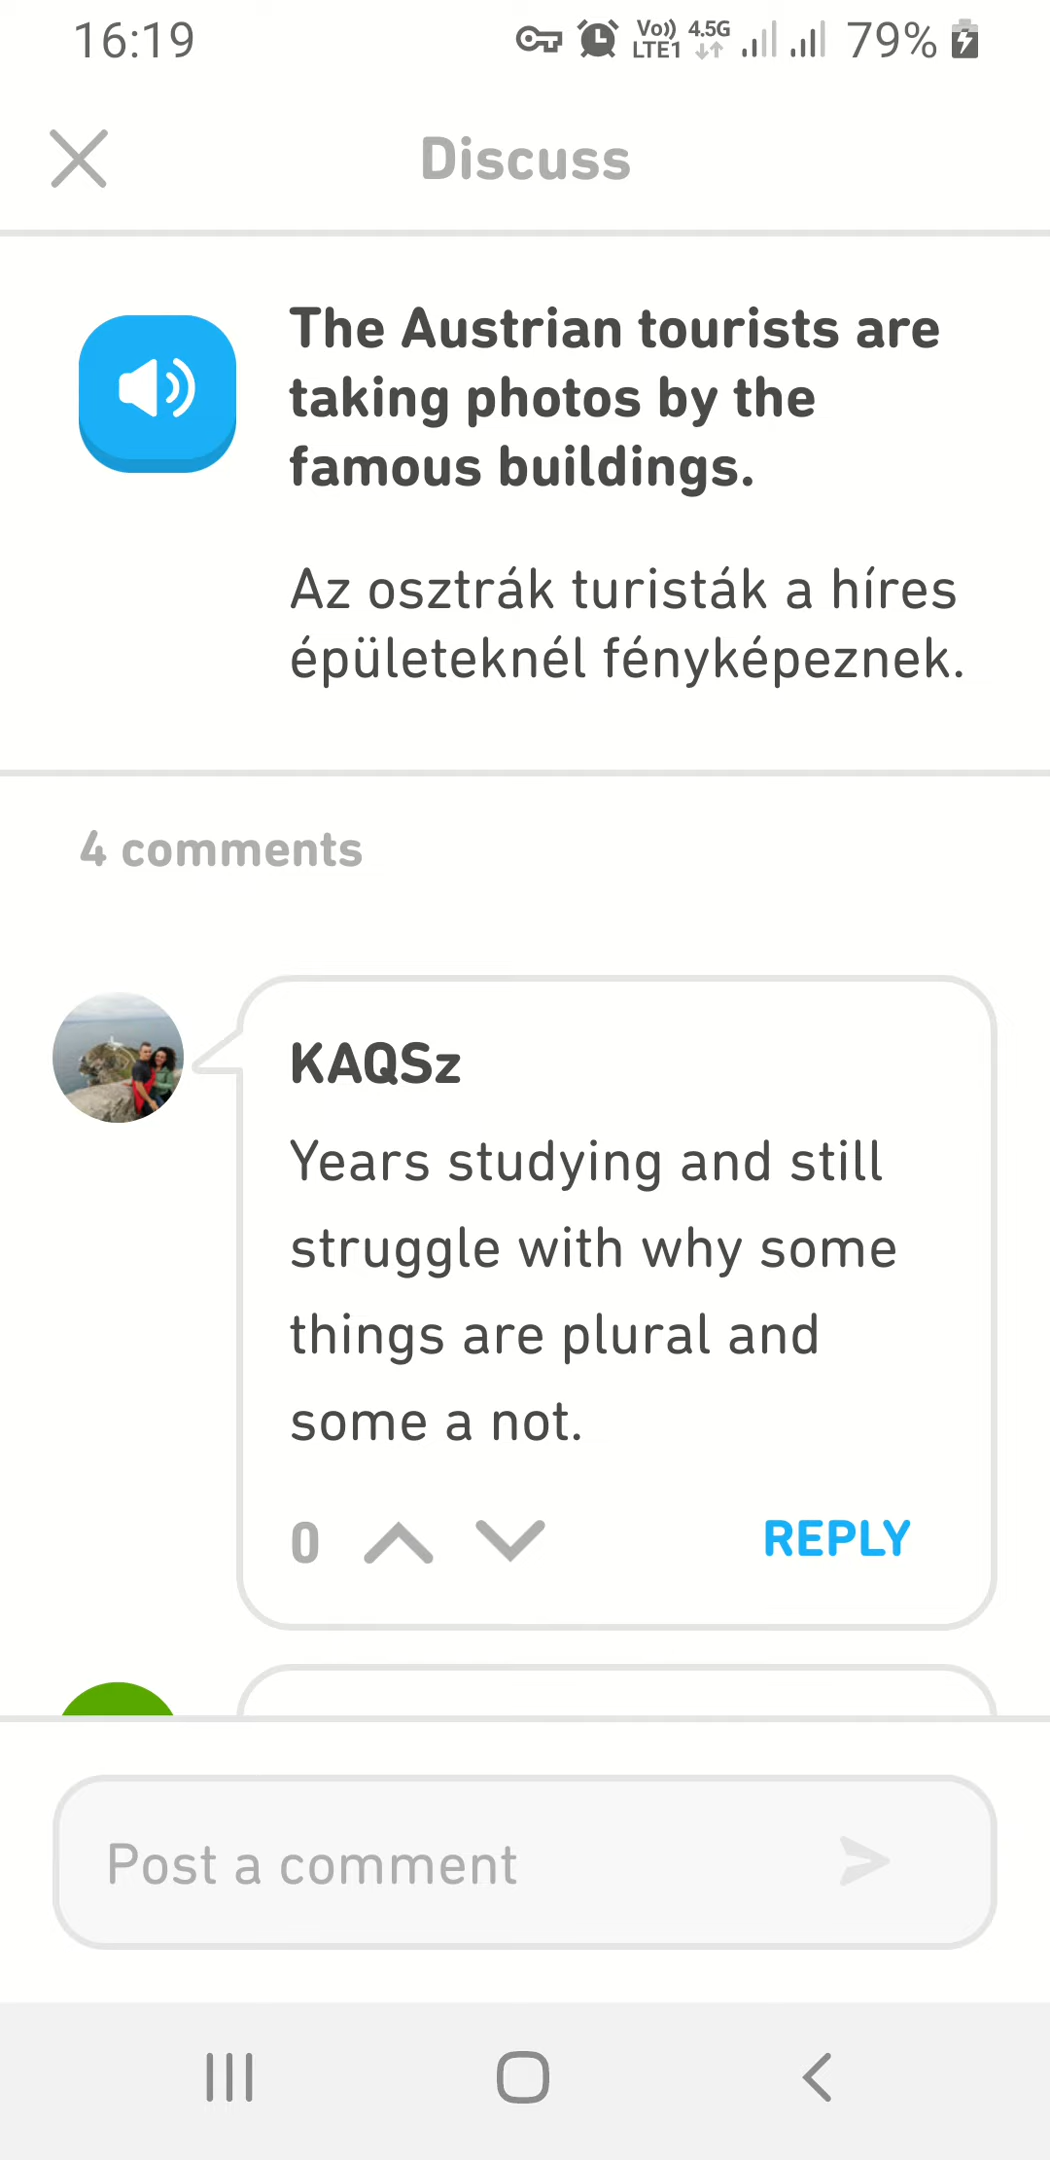 16:19
Vo)) 4.5G
LTE1
79%
Discuss
The Austrian tourists are
taking photos by the
famous buildings.
Az osztrák turisták a híres
épületeknél fényképeznek.
4 comments
KAQSz
Years studying and still
struggle with why some
things are plural and
some a not.
0
REPLY
Post a comment